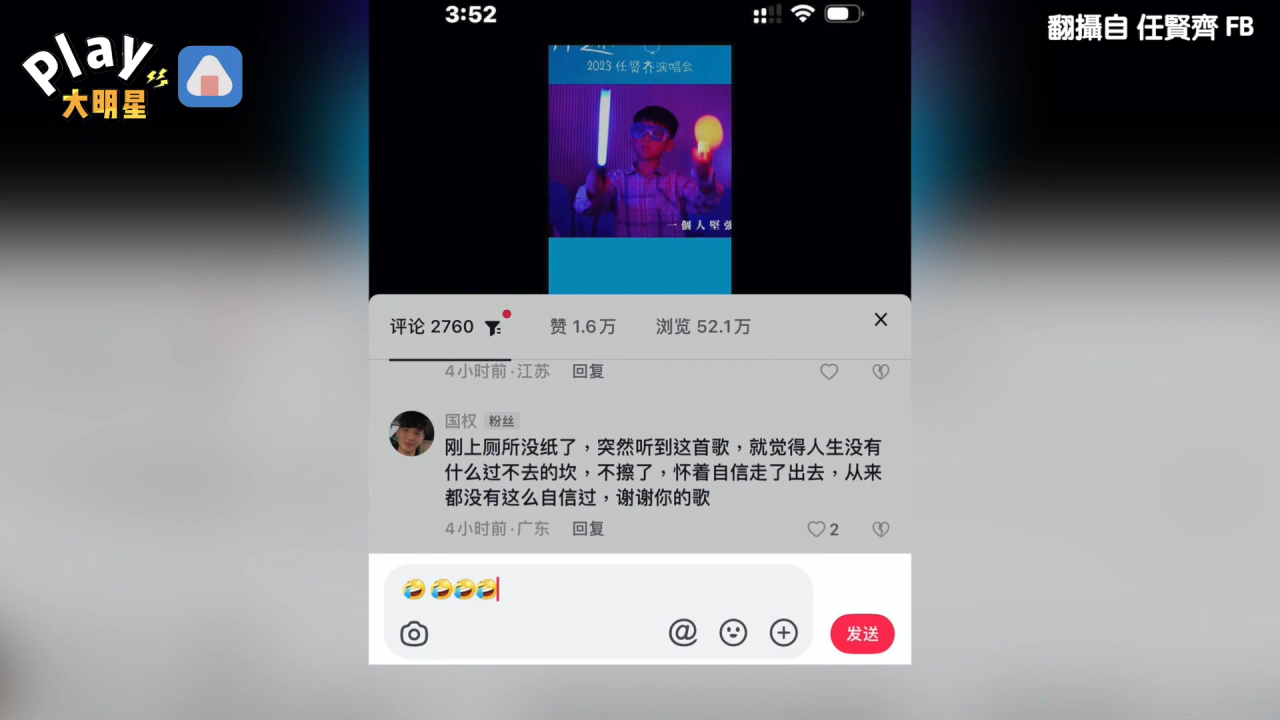 Play
大明星
翻攝自 任賢齊 FB
3:52
2023 任贤齐演唱会
一個人堅強
评论 2760
赞 1.6万
浏览 52.1万
4小时前·江苏 回复
国权 粉丝
刚上厕所没纸了，突然听到这首歌，就觉得人生没有
什么过不去的坎，不擦了，怀着自信走了出去，从来
都没有这么自信过，谢谢你的歌
4小时前·广东 回复
2
🤣 🤣🤣🤣
@
发送